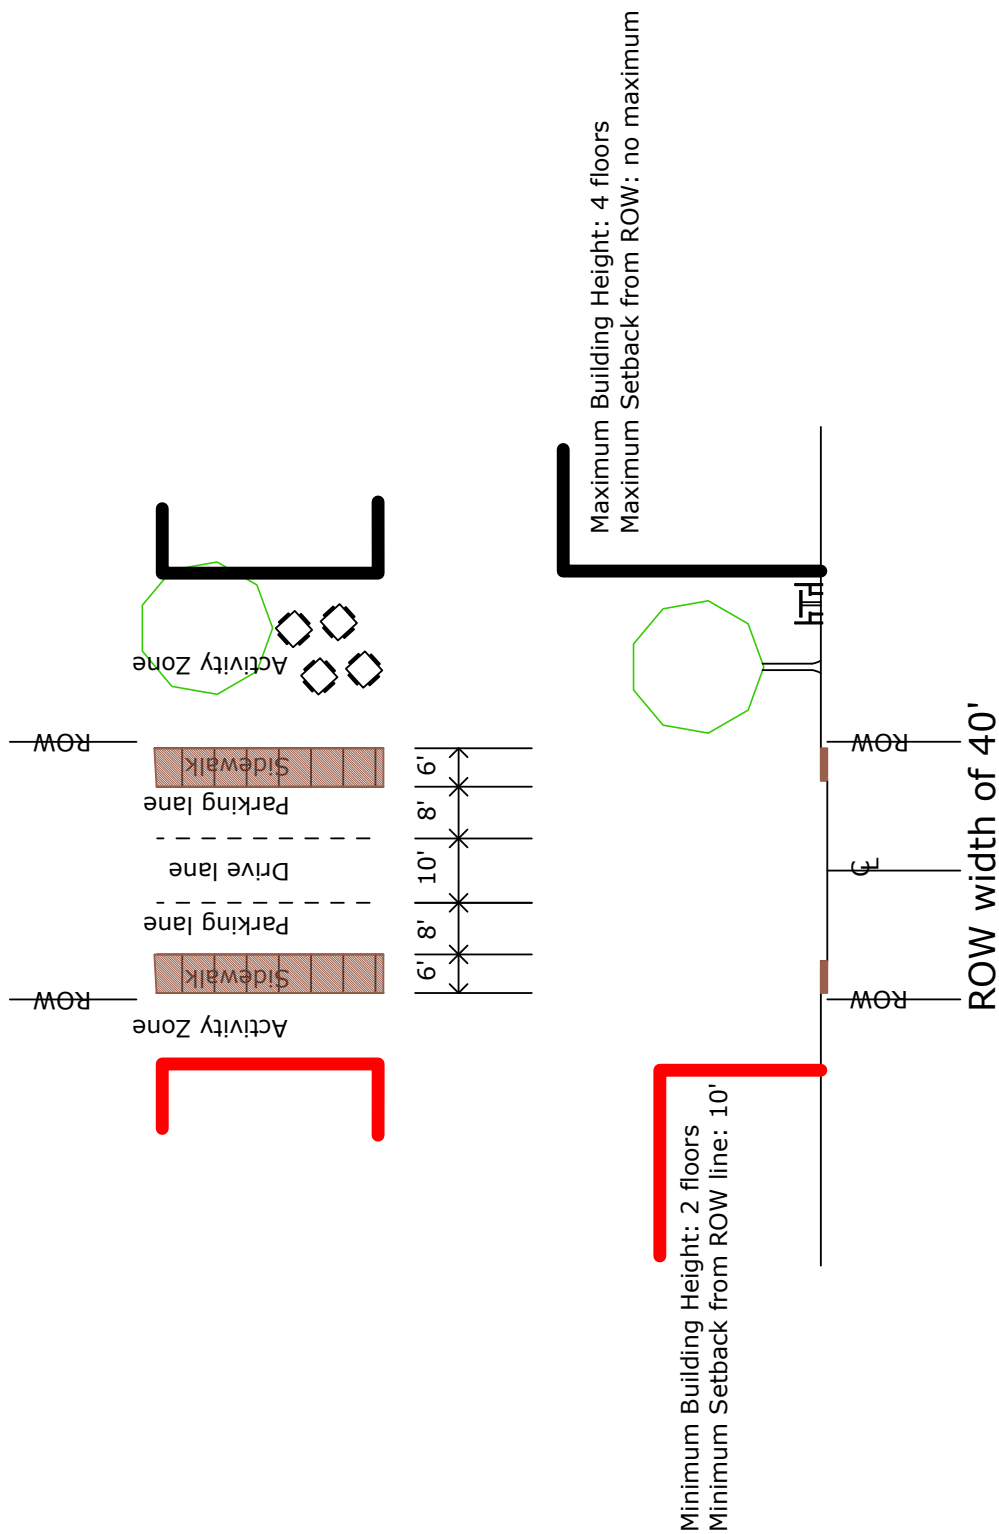 Maximum Building Height: 4 floors
Maximum Setback from ROW: no maximum
Activity Zone
ROW
Sidewalk
Parking lane
Drive lane
Parking lane
Sidewalk
ROW
Activity Zone
6'
8'
10'
8'
6'
ROW
CL
ROW
ROW width of 40'
Minimum Building Height: 2 floors
Minimum Setback from ROW line: 10'